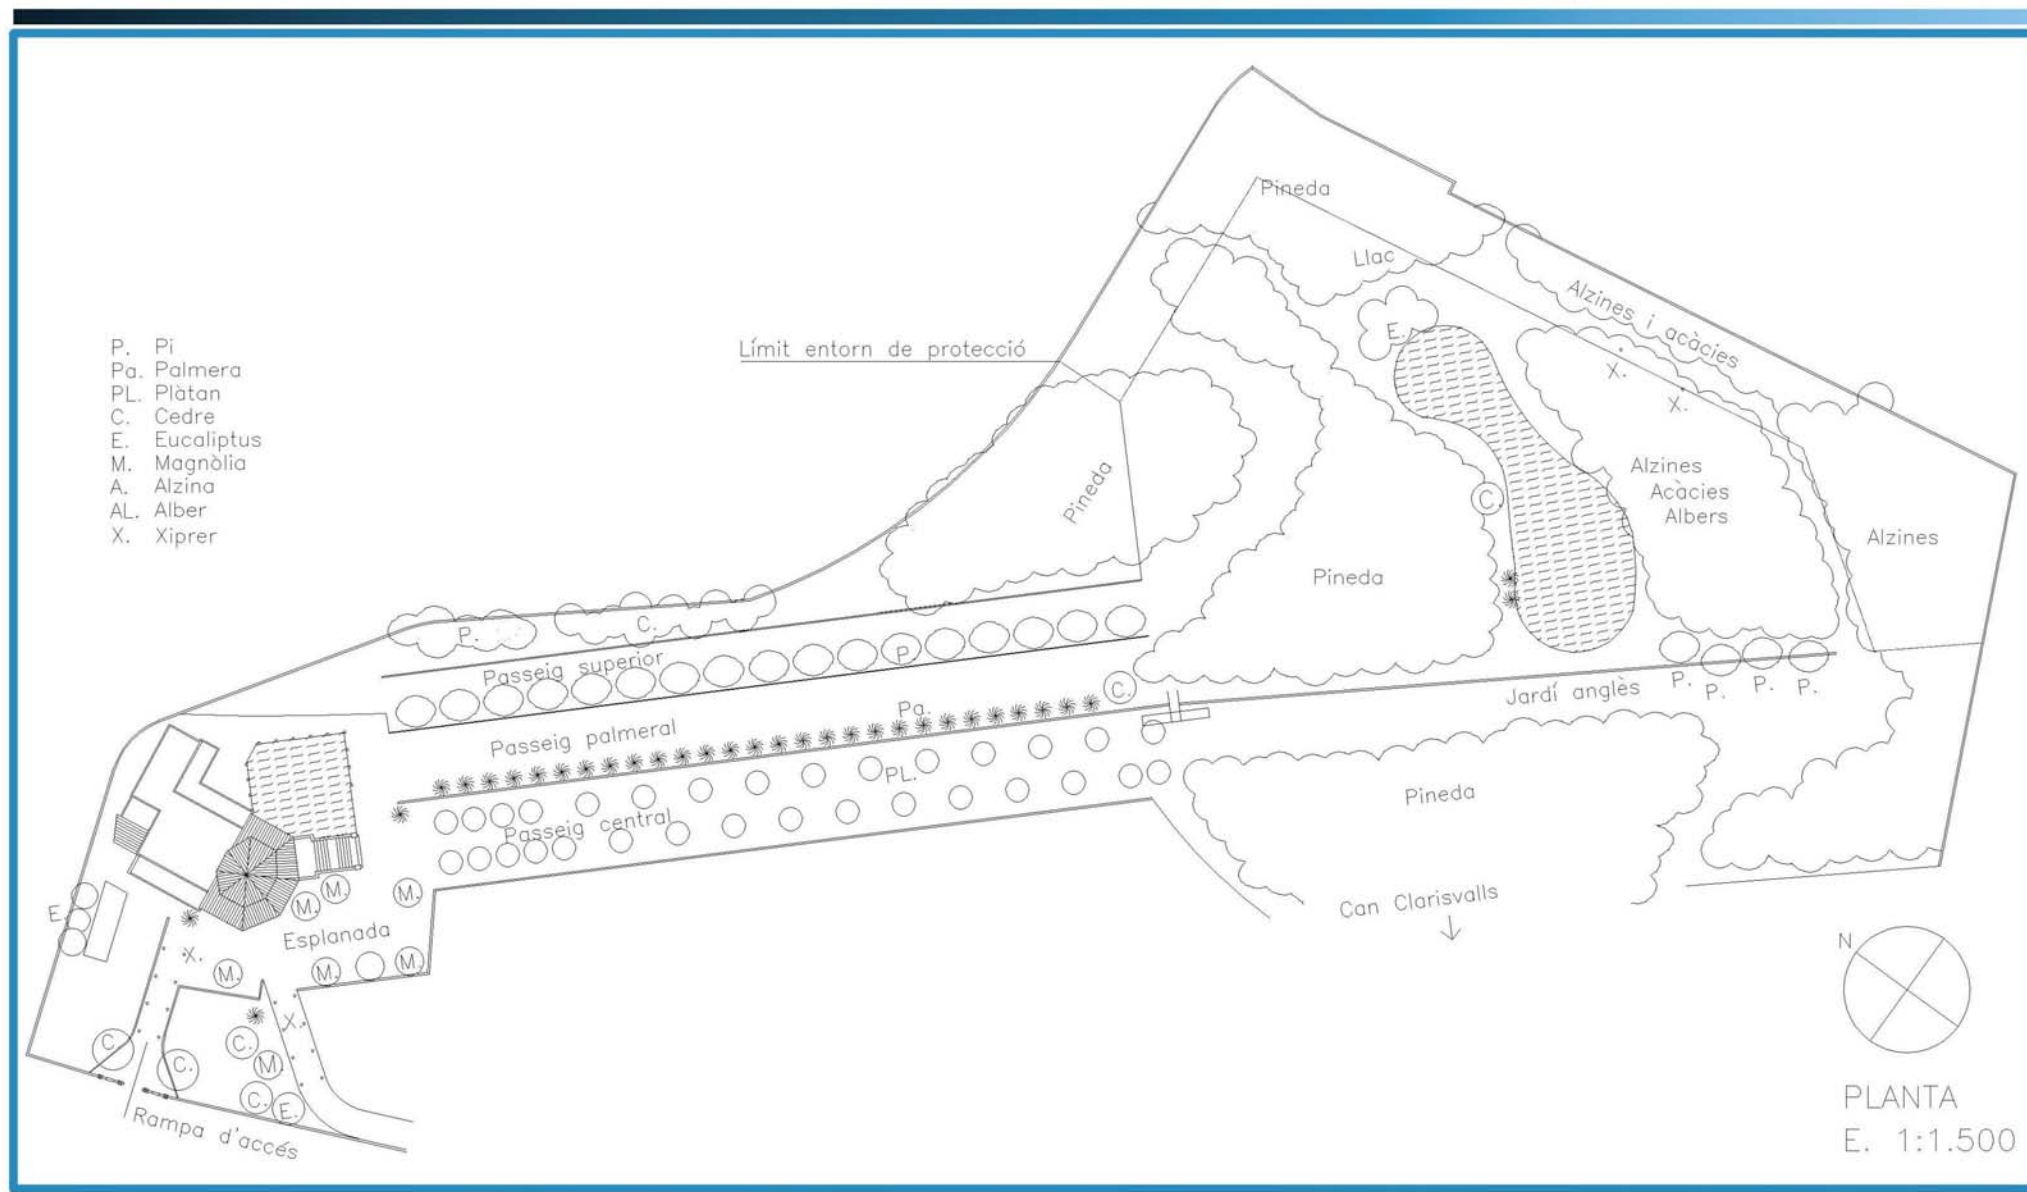 Pineda
Llac
Alzines i acàcies
P. Pi
Pa. Palmera
PL. Plàtan
C. Cedre
E. Eucaliptus
M. Magnòlia
A. Alzina
AL. Alber
X. Xiprer
Límit entorn de protecció
E.
X.
X.
Pineda
Alzines
Acàcies
Albers
C.
Alzines
Pineda
P.
C.
Passeig superior
P
C.
Jardí anglès
P.
P.
P.
P.
Pa.
Passeig palmeral
PL.
Passeig central
Pineda
M.
M.
M.
E.
Can Clarisvalls
Esplanada
N
X.
M.
M.
M.
X.
C.
C.
C.
M.
C.
E.
Rampa d'accés
PLANTA
E. 1:1.500